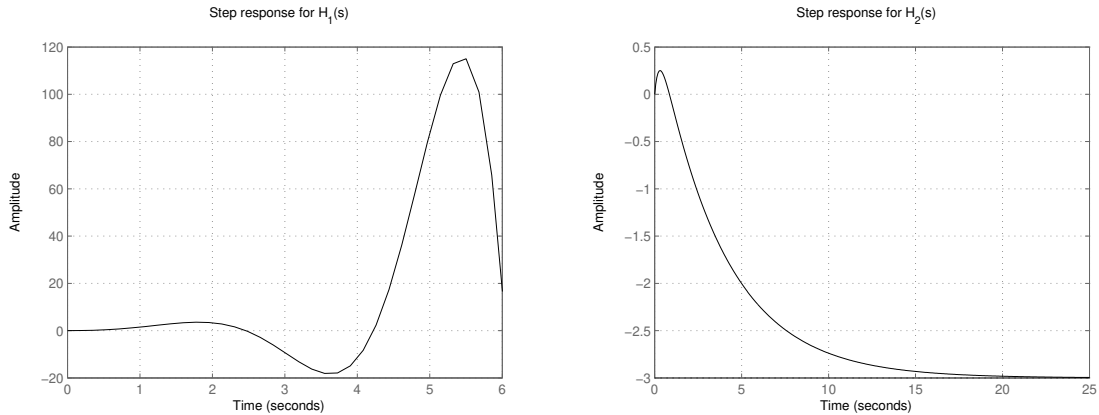 Step response for H1(s)
120
100
80
60
40
20
0
−20
0 1 2 3 4 5 6
Amplitude
Time (seconds)
Step response for H2(s)
0.5
0
−0.5
−1
−1.5
−2
−2.5
−3
0 5 10 15 20 25
Amplitude
Time (seconds)